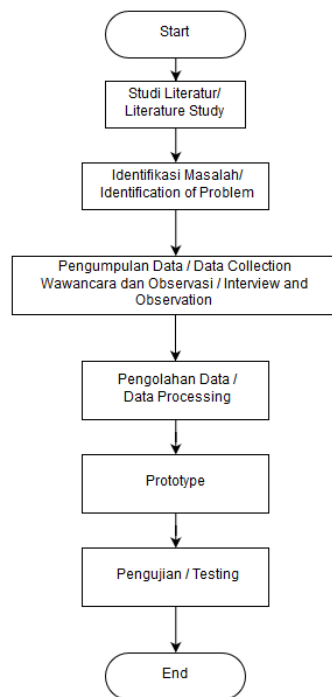 Start
Studi Literatur/
Literature Study
Identifikasi Masalah/
Identification of Problem
Pengumpulan Data / Data Collection
Wawancara dan Observasi / Interview and
Observation
Pengolahan Data /
Data Processing
Prototype
Pengujian / Testing
End